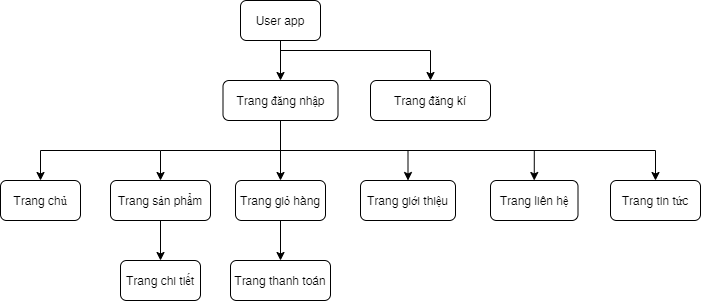 User app
Trang đăng nhập
Trang đăng kí
Trang chủ
Trang sản phẩm
Trang giỏ hàng
Trang giới thiệu
Trang liên hệ
Trang tin tức
Trang chi tiết
Trang thanh toán